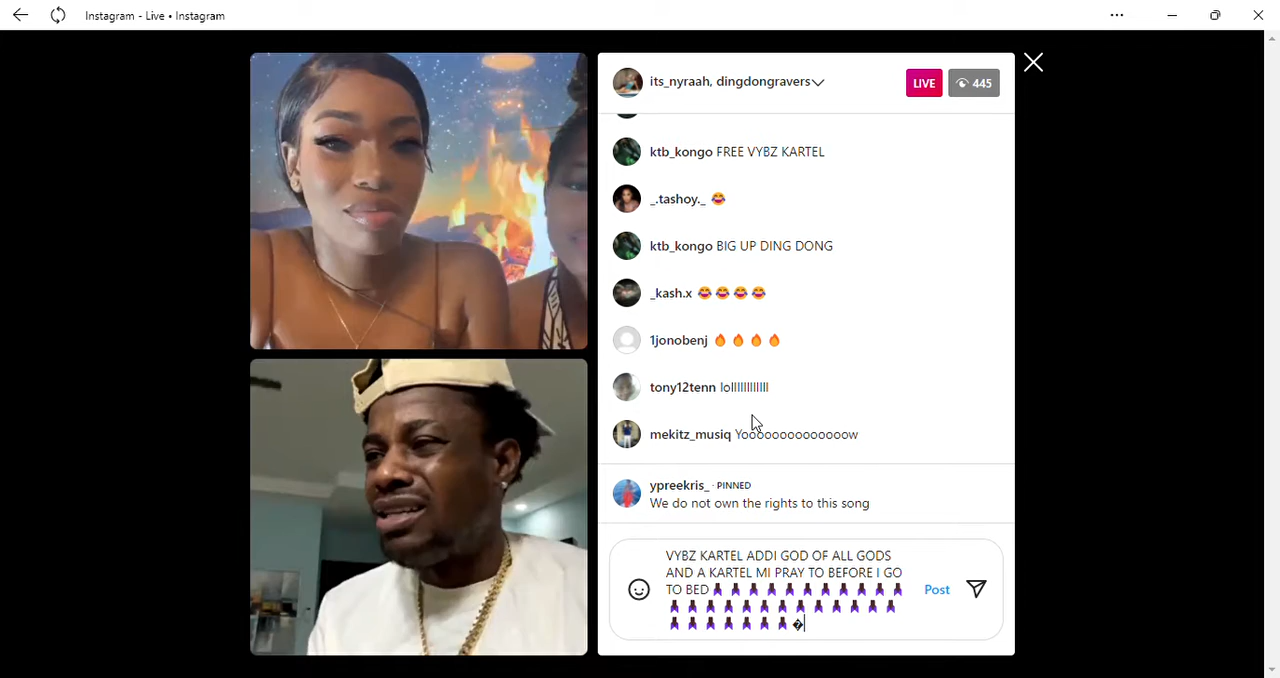 Instagram - Live • Instagram
its_nyraah, dingdongravers
LIVE
445
ktb_kongo FREE VYBZ KARTEL
_.tashoy._ 😂
ktb_kongo BIG UP DING DONG
_kash.x 😂😂😂😂
1jonobenj 🔥🔥🔥🔥
tony12tenn lolllllllllllll
mekitz_musiq Yoooooooooooooow
ypreekris_ · PINNED
We do not own the rights to this song
VYBZ KARTEL ADDI GOD OF ALL GODS
AND A KARTEL MI PRAY TO BEFORE I GO
TO BED
Post